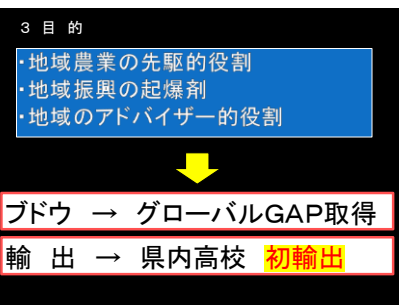 3 目 的
・地域農業の先駆的役割
・地域振興の起爆剤
・地域のアドバイザー的役割
ブドウ → グローバルGAP取得
輸 出 → 県内高校 初輸出